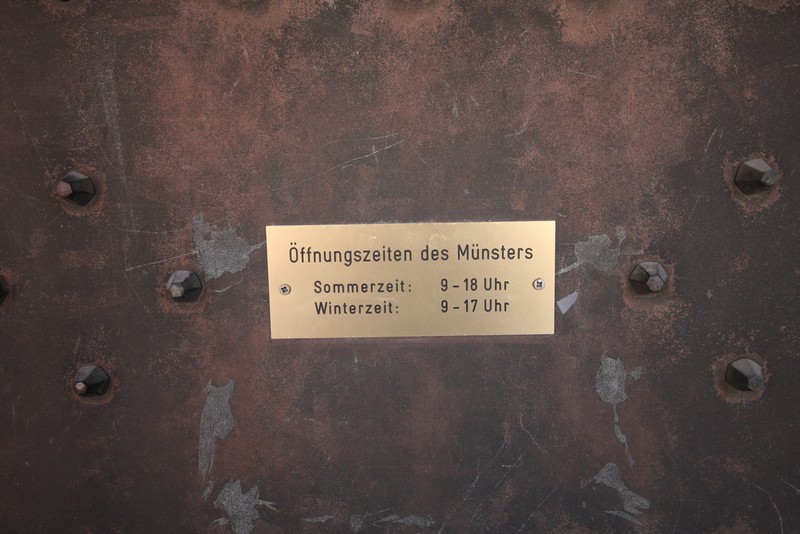 Öffnungszeiten des Münsters
Sommerzeit: 9 - 18 Uhr
Winterzeit: 9 - 17 Uhr